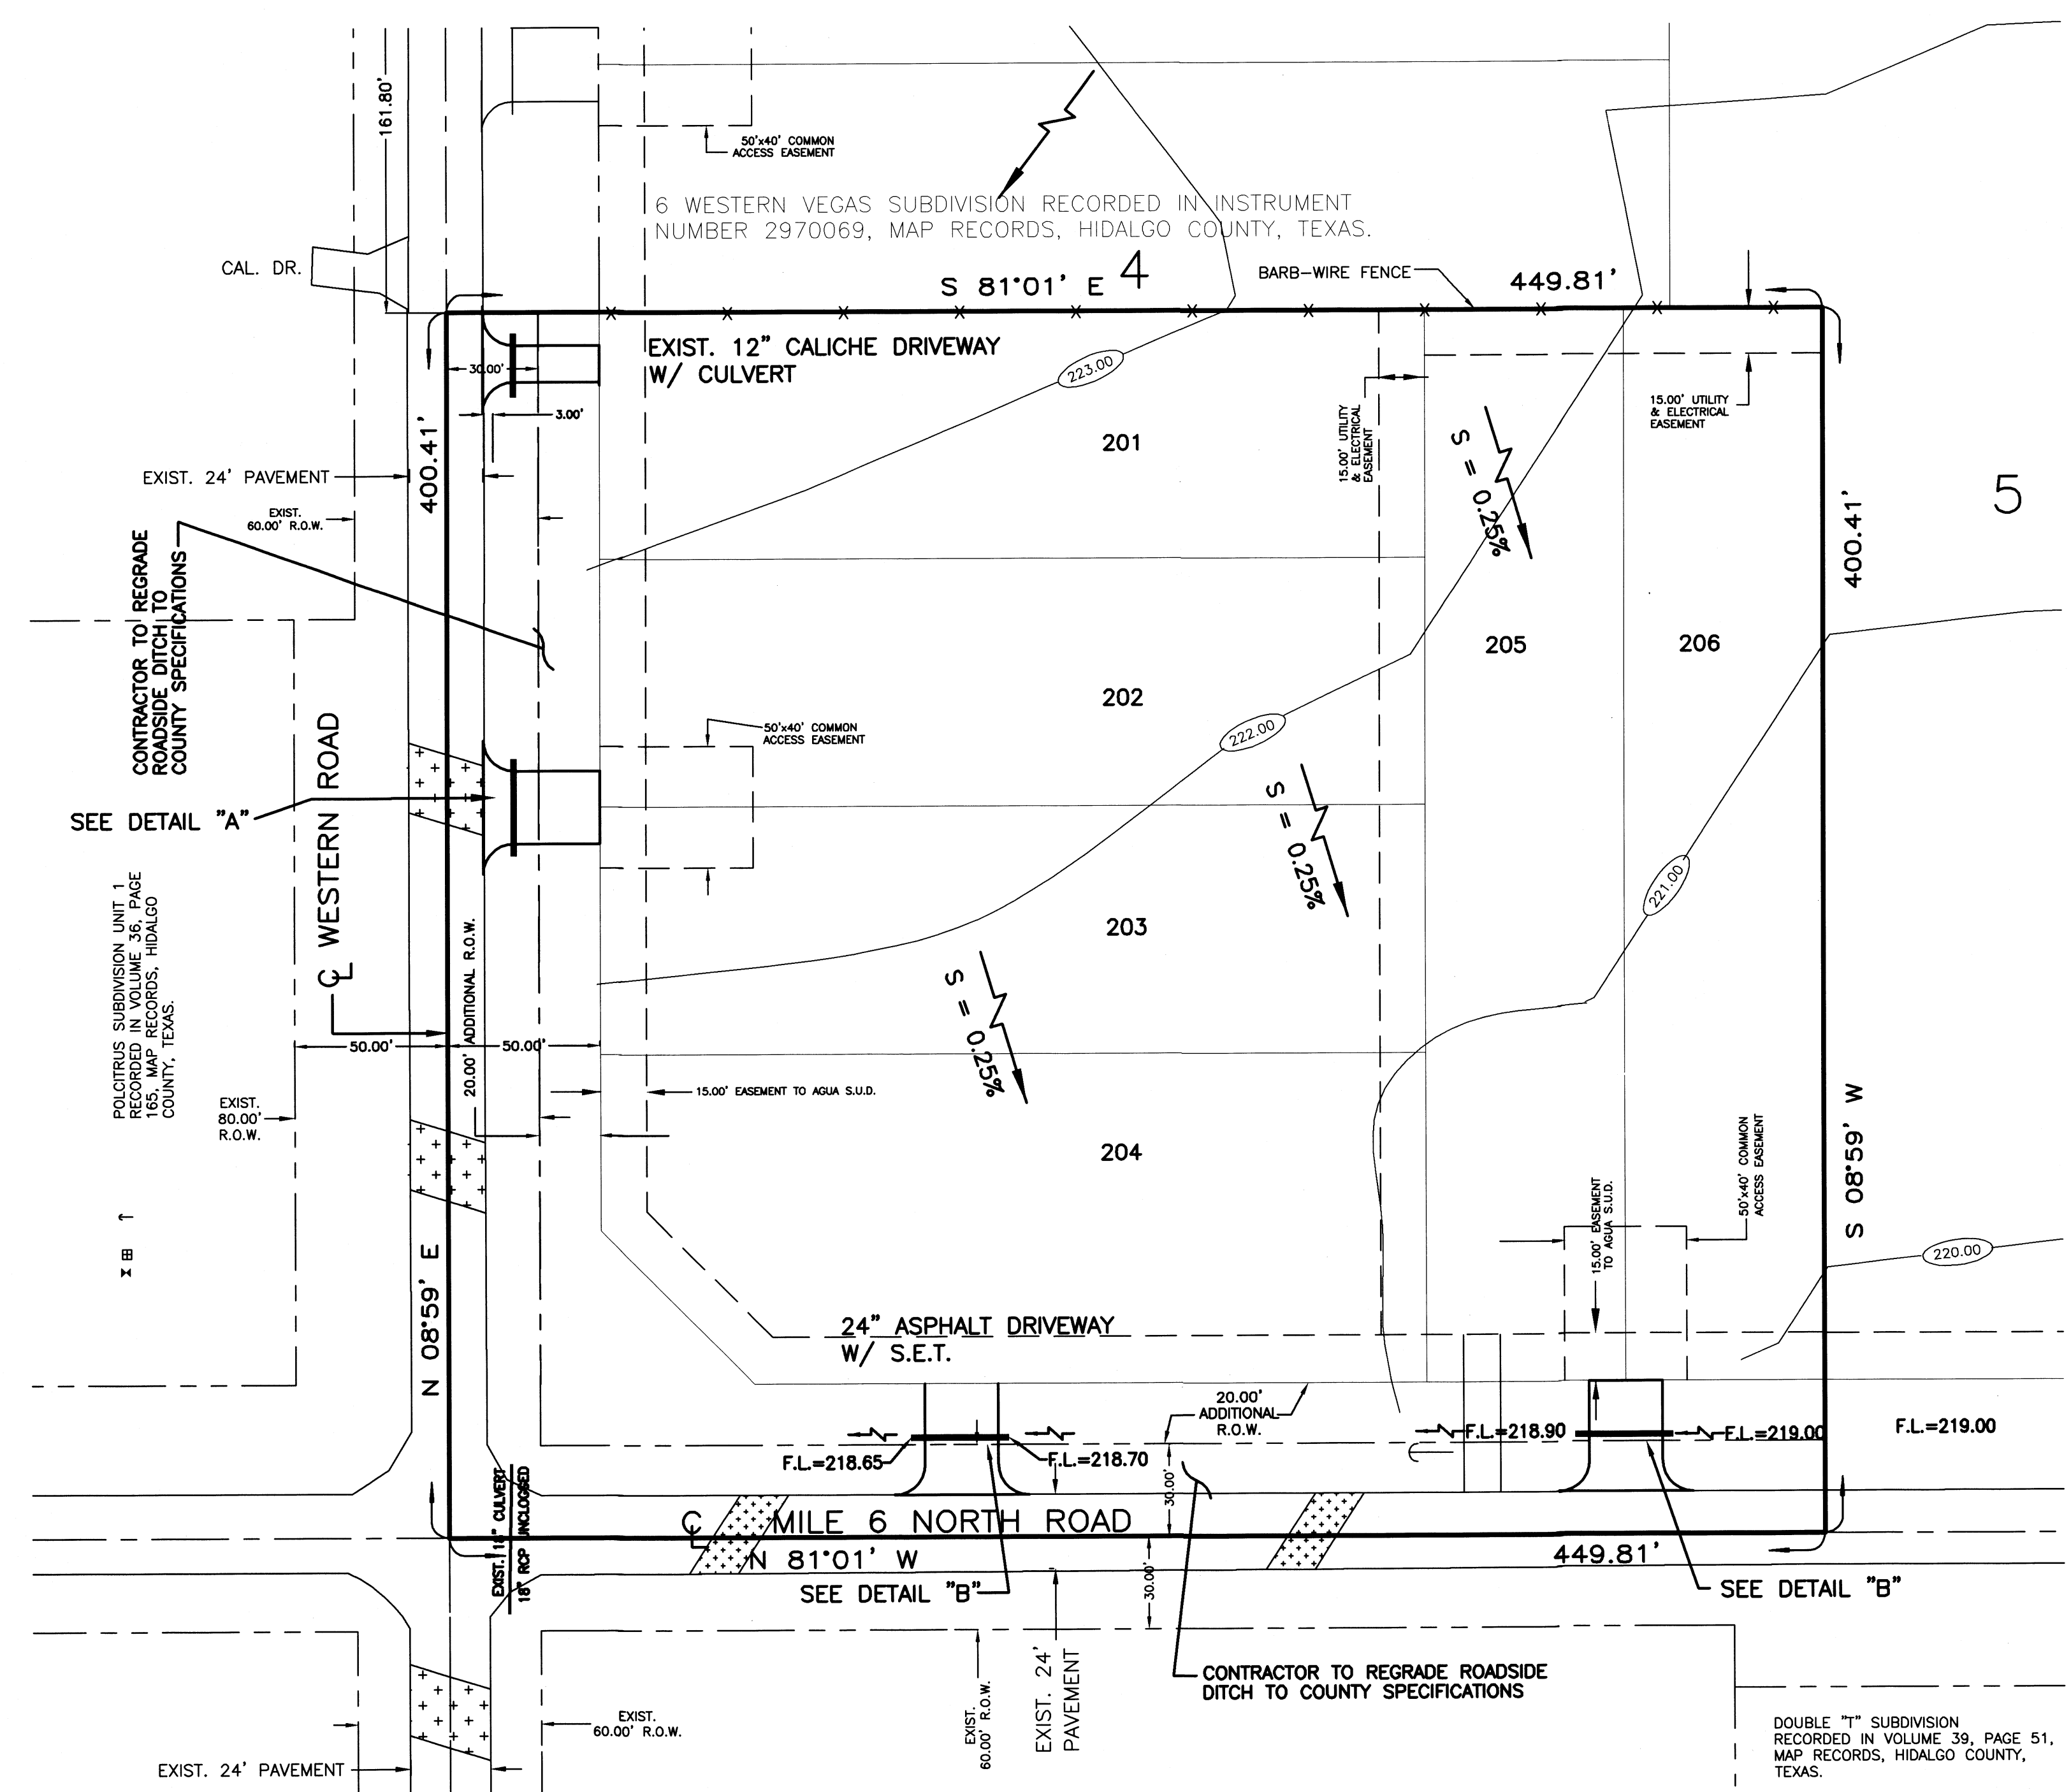 161.80'
50'x40' COMMON
ACCESS EASEMENT
6 WESTERN VEGAS SUBDIVISION RECORDED IN INSTRUMENT
NUMBER 2970069, MAP RECORDS, HIDALGO COUNTY, TEXAS.
CAL. DR.
S 81°01' E
4
BARB-WIRE FENCE
449.81'
EXIST. 12" CALICHE DRIVEWAY
W/ CULVERT
30.00'
3.00'
223.00
201
15.00' UTILITY
& ELECTRICAL
EASEMENT
S = 0.25%
15.00' UTILITY
& ELECTRICAL
EASEMENT
5
400.41'
400.41'
EXIST. 24' PAVEMENT
EXIST.
60.00' R.O.W.
CONTRACTOR TO REGRADE
ROADSIDE DITCH TO
COUNTY SPECIFICATIONS
205
206
202
50'x40' COMMON
ACCESS EASEMENT
222.00
WESTERN ROAD
CL
SEE DETAIL "A"
S = 0.25%
221.00
203
POLCITRUS SUBDIVISION UNIT 1
RECORDED IN VOLUME 36, PAGE
165, MAP RECORDS, HIDALGO
COUNTY, TEXAS.
20.00' ADDITIONAL R.O.W.
S = 0.25%
50.00'
50.00'
15.00' EASEMENT TO AGUA S.U.D.
EXIST.
80.00'
R.O.W.
204
50'x40' COMMON
ACCESS EASEMENT
15.00' EASEMENT
TO AGUA S.U.D.
S 08°59' W
220.00
N 08°59' E
24" ASPHALT DRIVEWAY
W/ S.E.T.
20.00'
ADDITIONAL
R.O.W.
F.L.=218.65
F.L.=218.70
F.L.=218.90
F.L.=219.00
F.L.=219.00
30.00'
EXIST. 18" CULVERT
18" RCP UNCLOGGED
CL
MILE 6 NORTH ROAD
N 81°01' W
449.81'
SEE DETAIL "B"
30.00'
SEE DETAIL "B"
EXIST.
60.00' R.O.W.
EXIST. 24'
PAVEMENT
CONTRACTOR TO REGRADE ROADSIDE
DITCH TO COUNTY SPECIFICATIONS
EXIST.
60.00' R.O.W.
EXIST. 24' PAVEMENT
DOUBLE "T" SUBDIVISION
RECORDED IN VOLUME 39, PAGE 51,
MAP RECORDS, HIDALGO COUNTY,
TEXAS.